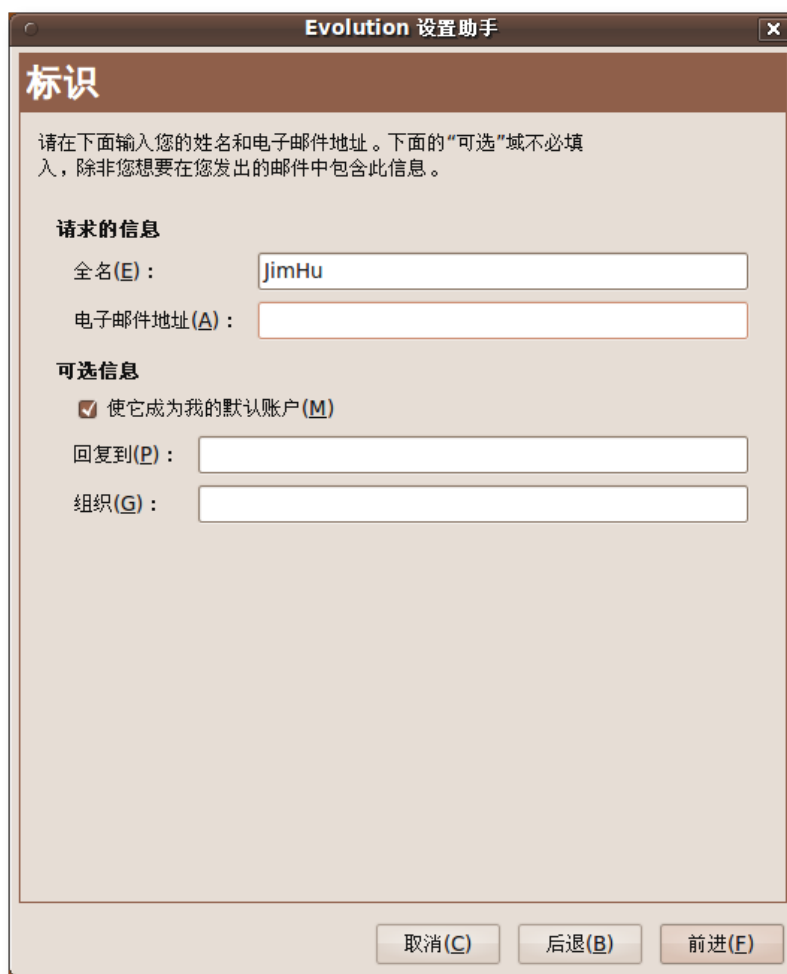 Evolution 设置助手
标识
请在下面输入您的姓名和电子邮件地址。下面的“可选”域不必填
入，除非您想要在您发出的邮件中包含此信息。
请求的信息
全名(E)： JimHu
电子邮件地址(A)：
可选信息
使它成为我的默认账户(M)
回复到(P)：
组织(G)：
取消(C) 后退(B) 前进(F)